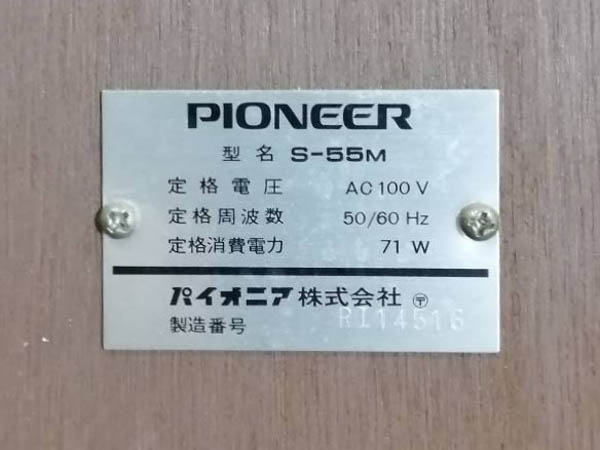 PIONEER
型名 S-55M
定格電圧 AC 100 V
定格周波数 50/60 Hz
定格消費電力 71 W
パイオニア株式会社 〶
製造番号 RI14516